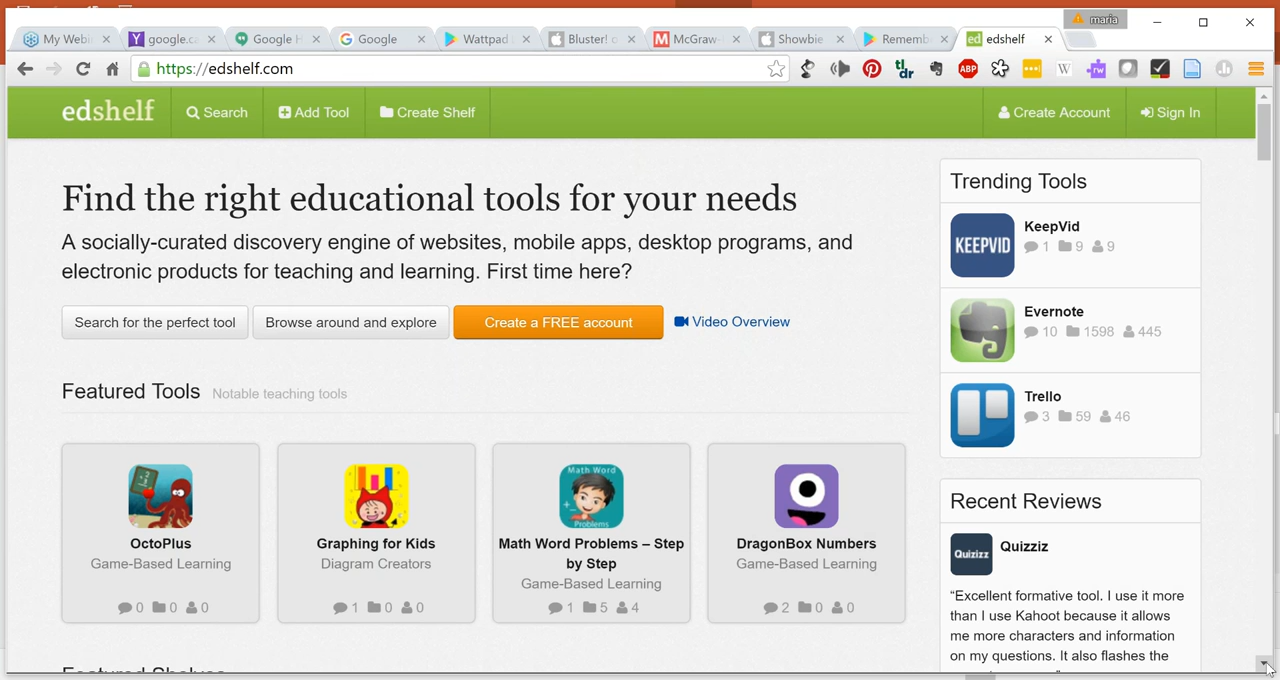 maria
My Webi
google.ca
Google H
Google
Wattpad
Bluster!
McGraw-
Showbie
Rememb
edshelf
https://edshelf.com
tl;dr
ABP
W
rw
edshelf
Search
Add Tool
Create Shelf
Create Account
Sign In
Find the right educational tools for your needs
A socially-curated discovery engine of websites, mobile apps, desktop programs, and
electronic products for teaching and learning. First time here?
Search for the perfect tool
Browse around and explore
Create a FREE account
Video Overview
Featured Tools Notable teaching tools
OctoPlus
Game-Based Learning
0 0 0
Graphing for Kids
Diagram Creators
1 0 0
Math Word
Problems
Math Word Problems – Step
by Step
Game-Based Learning
1 5 4
DragonBox Numbers
Game-Based Learning
2 0 0
Featured Shelves
Trending Tools
KEEPVID
KeepVid
1 9 9
Evernote
10 1598 445
Trello
3 59 46
Recent Reviews
Quizizz
Quizziz
“Excellent formative tool. I use it more
than I use Kahoot because it allows
me more characters and information
on my questions. It also flashes the